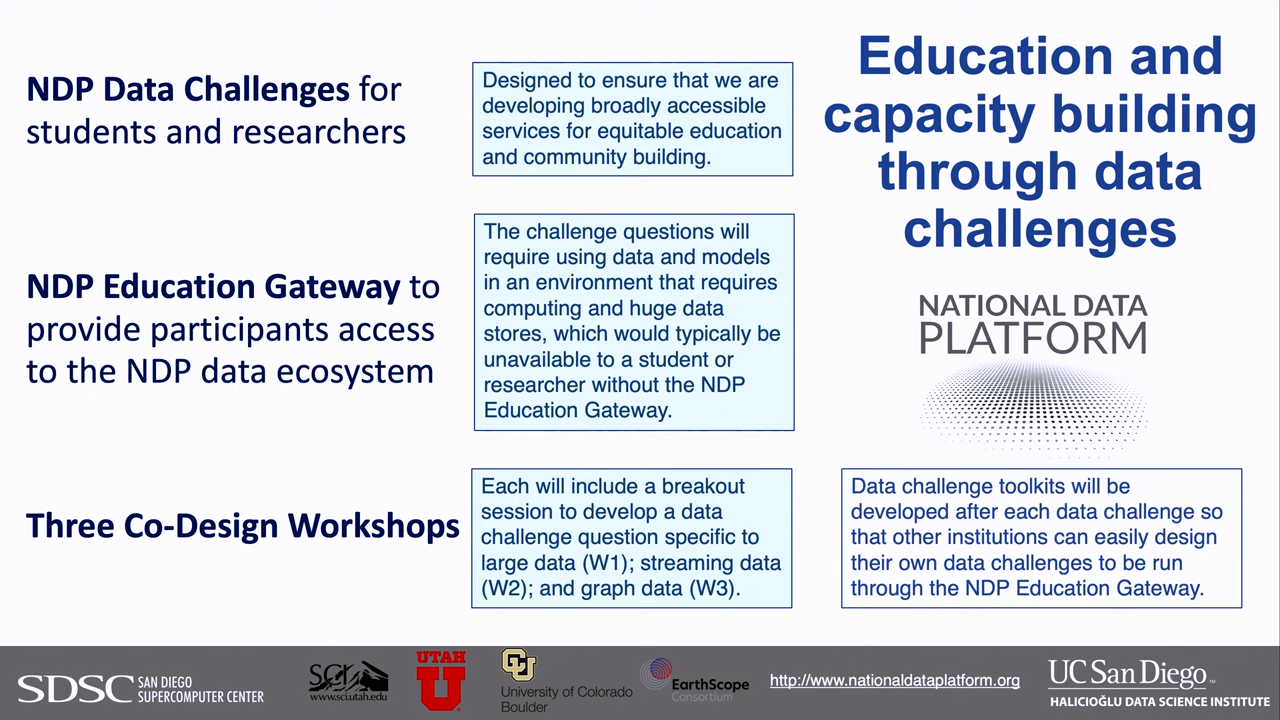 Education and
capacity building
through data
challenges
NDP Data Challenges for
students and researchers
Designed to ensure that we are
developing broadly accessible
services for equitable education
and community building.
NDP Education Gateway to
provide participants access
to the NDP data ecosystem
The challenge questions will
require using data and models
in an environment that requires
computing and huge data
stores, which would typically be
unavailable to a student or
researcher without the NDP
Education Gateway.
NATIONAL DATA
PLATFORM
Three Co-Design Workshops
Each will include a breakout
session to develop a data
challenge question specific to
large data (W1); streaming data
(W2); and graph data (W3).
Data challenge toolkits will be
developed after each data challenge so
that other institutions can easily design
their own data challenges to be run
through the NDP Education Gateway.
SDSC SAN DIEGO
SUPERCOMPUTER CENTER
SCI
www.sci.utah.edu
UTAH
U
CU
University of Colorado
Boulder
EarthScope
Consortium
http://www.nationaldataplatform.org
UC San Diego
HALICIOĞLU DATA SCIENCE INSTITUTE